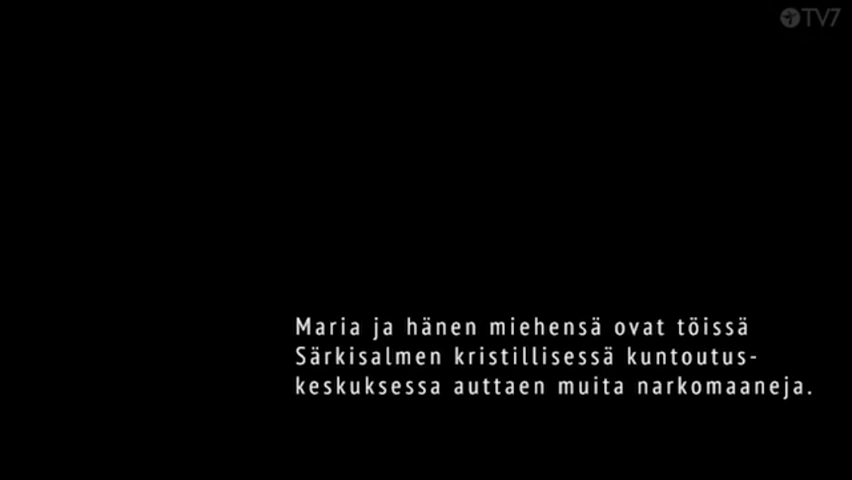 TV7
Maria ja hänen miehensä ovat töissä
Särkisalmen kristillisessä kuntoutus-
keskuksessa auttaen muita narkomaaneja.